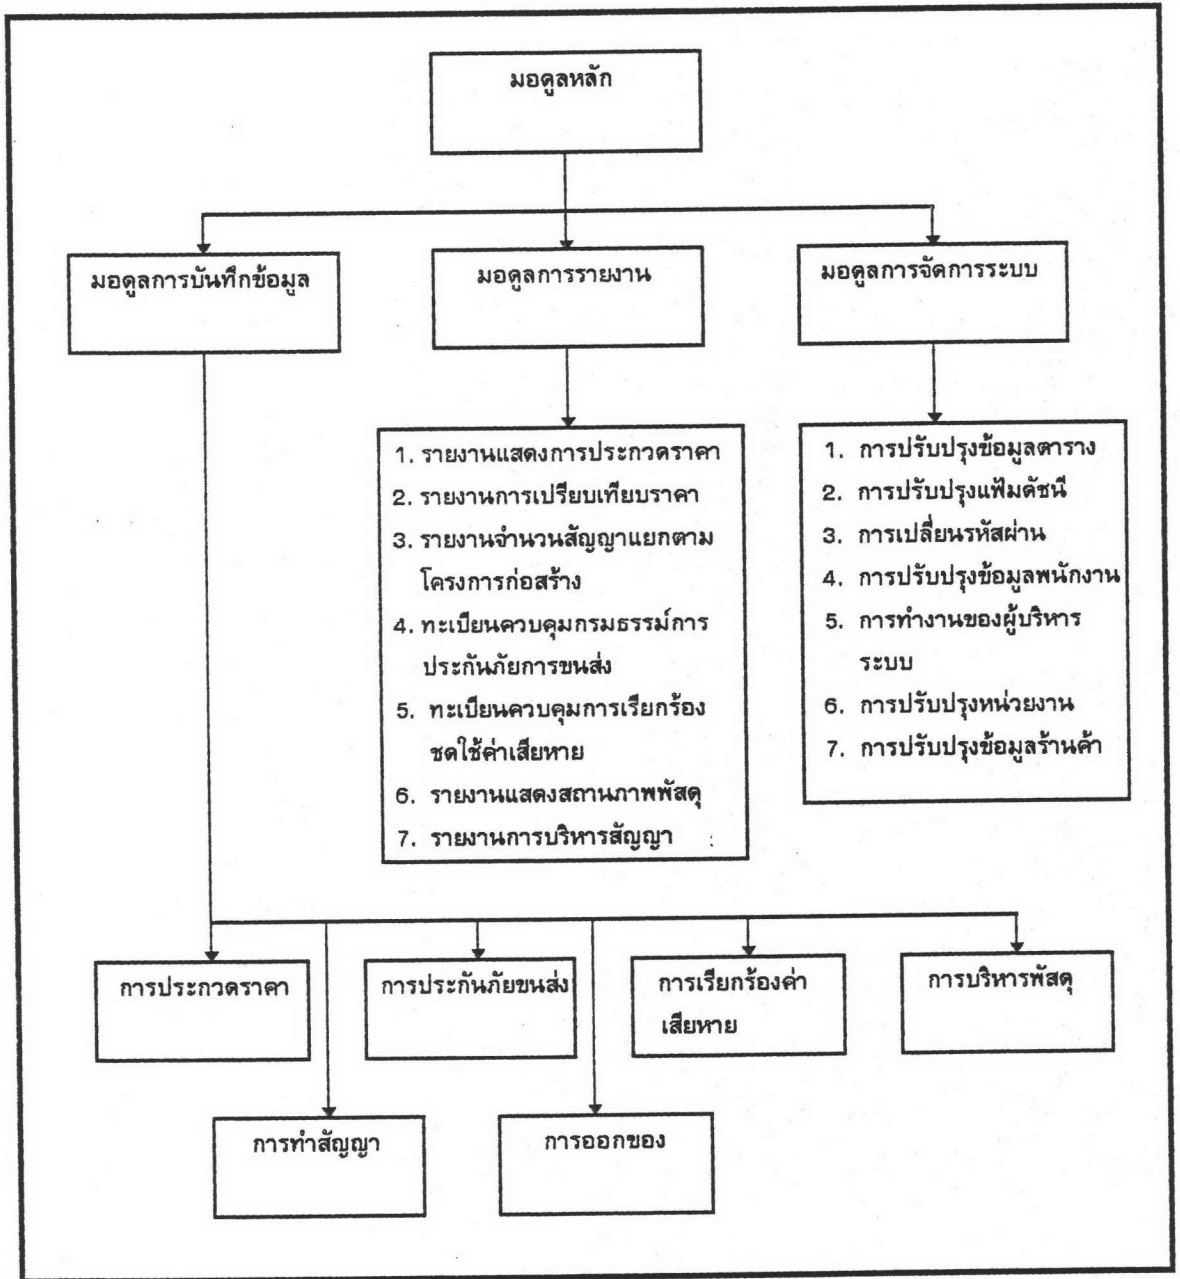 มอดูลหลัก
มอดูลการบันทึกข้อมูล
มอดูลการรายงาน
มอดูลการจัดการระบบ
1. รายงานแสดงการประกวดราคา
2. รายงานการเปรียบเทียบราคา
3. รายงานจำนวนสัญญาแยกตาม
โครงการก่อสร้าง
4. ทะเบียนควบคุมกรมธรรม์การ
ประกันภัยการขนส่ง
5. ทะเบียนควบคุมการเรียกร้อง
ชดใช้ค่าเสียหาย
6. รายงานแสดงสถานภาพพัสดุ
7. รายงานการบริหารสัญญา
1. การปรับปรุงข้อมูลตาราง
2. การปรับปรุงแฟ้มดัชนี
3. การเปลี่ยนรหัสผ่าน
4. การปรับปรุงข้อมูลพนักงาน
5. การทำงานของผู้บริหาร
ระบบ
6. การปรับปรุงหน่วยงาน
7. การปรับปรุงข้อมูลร้านค้า
การประกวดราคา
การประกันภัยขนส่ง
การเรียกร้องค่า
เสียหาย
การบริหารพัสดุ
การทำสัญญา
การออกของ